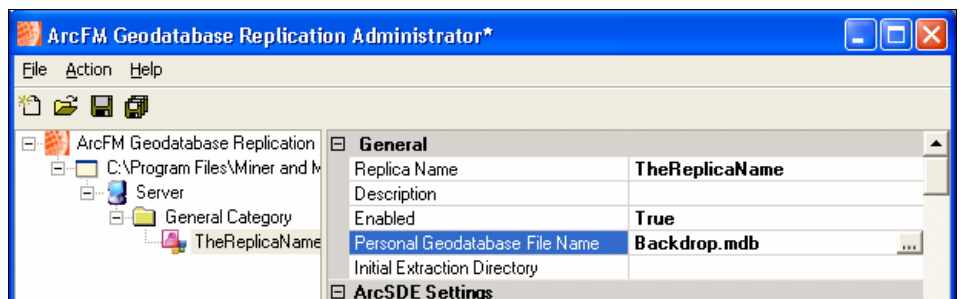 ArcFM Geodatabase Replication Administrator*
File Action Help
ArcFM Geodatabase Replication
C:\Program Files\Miner and M
Server
General Category
TheReplicaName
General
Replica Name TheReplicaName
Description
Enabled True
Personal Geodatabase File Name Backdrop.mdb ...
Initial Extraction Directory
ArcSDE Settings